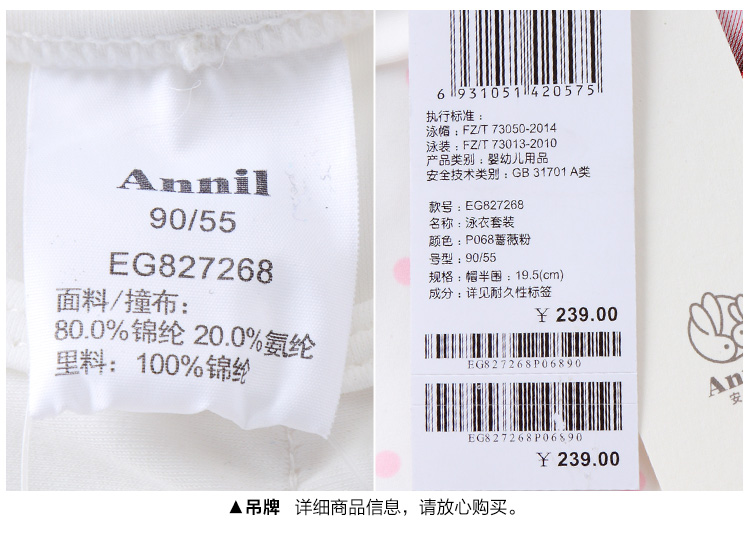 Annil
90/55
EG827268
面料/撞布：
80.0%锦纶 20.0%氨纶
里料：100%锦纶
6 931051 420575
执行标准：
泳帽：FZ/T 73050-2014
泳装：FZ/T 73013-2010
产品类别：婴幼儿用品
安全技术类别：GB 31701 A类
款号：EG827268
名称：泳衣套装
颜色：P068蔷薇粉
号型：90/55
规格：帽半围：19.5(cm)
成分：详见耐久性标签
￥239.00
EG827268P06890
EG827268P06890
￥239.00
▲吊牌 详细商品信息，请放心购买。